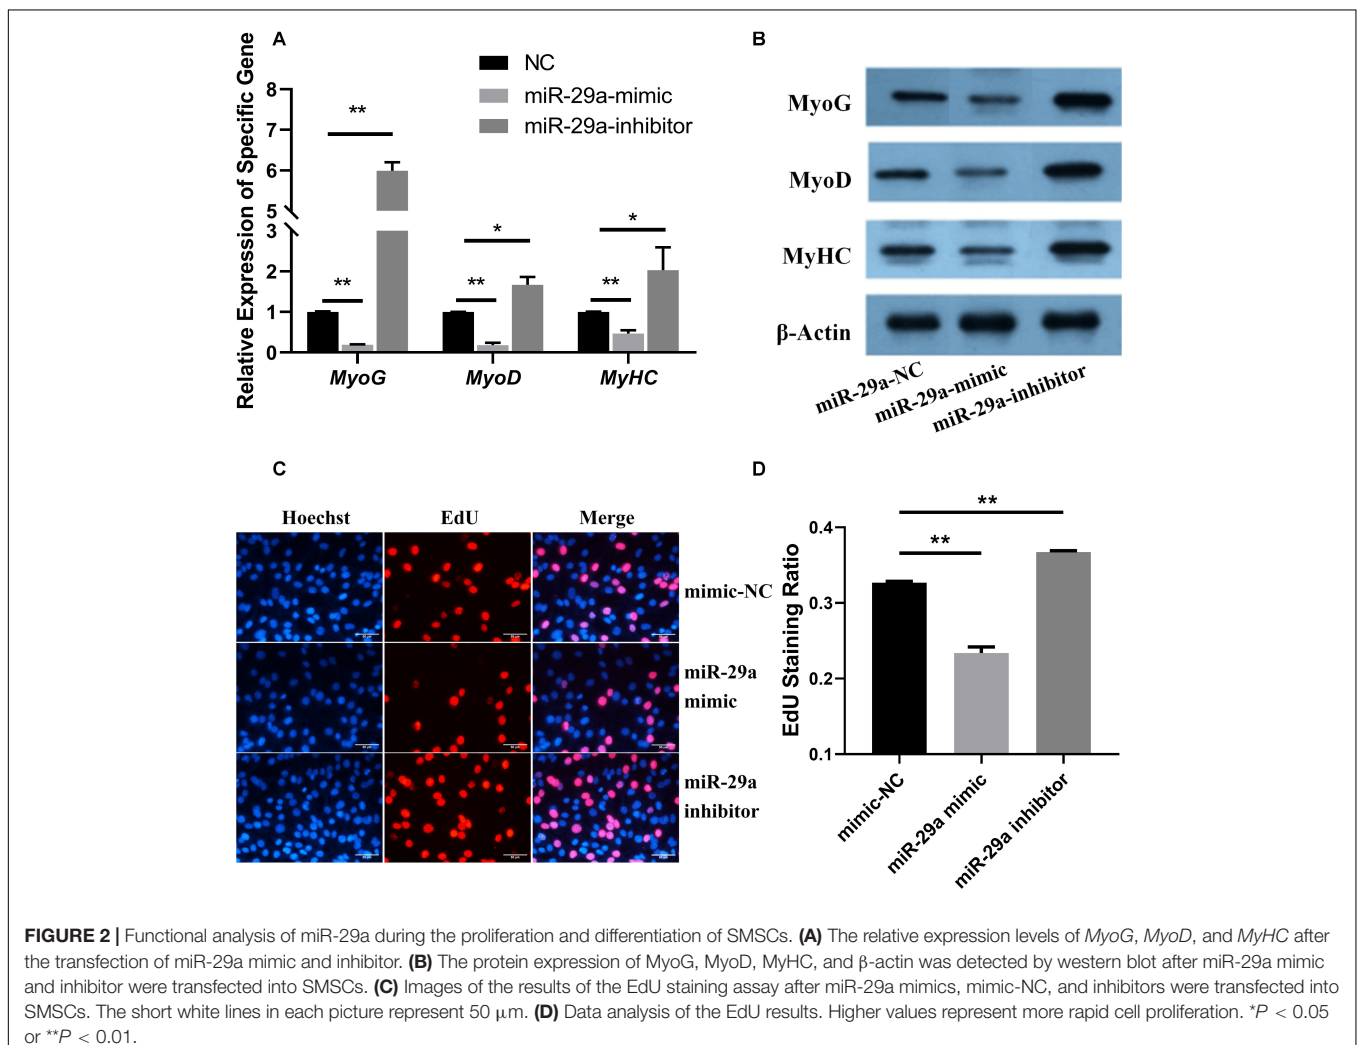 A
Relative Expression of Specific Gene
NC
miR-29a-mimic
miR-29a-inhibitor
8
7
6
5
3
2
1
0
**
**
**
*
**
*
MyoG
MyoD
MyHC
B
MyoG
MyoD
MyHC
β-Actin
miR-29a-NC
miR-29a-mimic
miR-29a-inhibitor
C
Hoechst
EdU
Merge
mimic-NC
miR-29a
mimic
miR-29a
inhibitor
D
EdU Staining Ratio
0.4
0.3
0.2
0.1
**
**
mimic-NC
miR-29a mimic
miR-29a inhibitor
FIGURE 2 | Functional analysis of miR-29a during the proliferation and differentiation of SMSCs. (A) The relative expression levels of MyoG, MyoD, and MyHC after
the transfection of miR-29a mimic and inhibitor. (B) The protein expression of MyoG, MyoD, MyHC, and β-actin was detected by western blot after miR-29a mimic
and inhibitor were transfected into SMSCs. (C) Images of the results of the EdU staining assay after miR-29a mimics, mimic-NC, and inhibitors were transfected into
SMSCs. The short white lines in each picture represent 50 μm. (D) Data analysis of the EdU results. Higher values represent more rapid cell proliferation. *P < 0.05
or **P < 0.01.